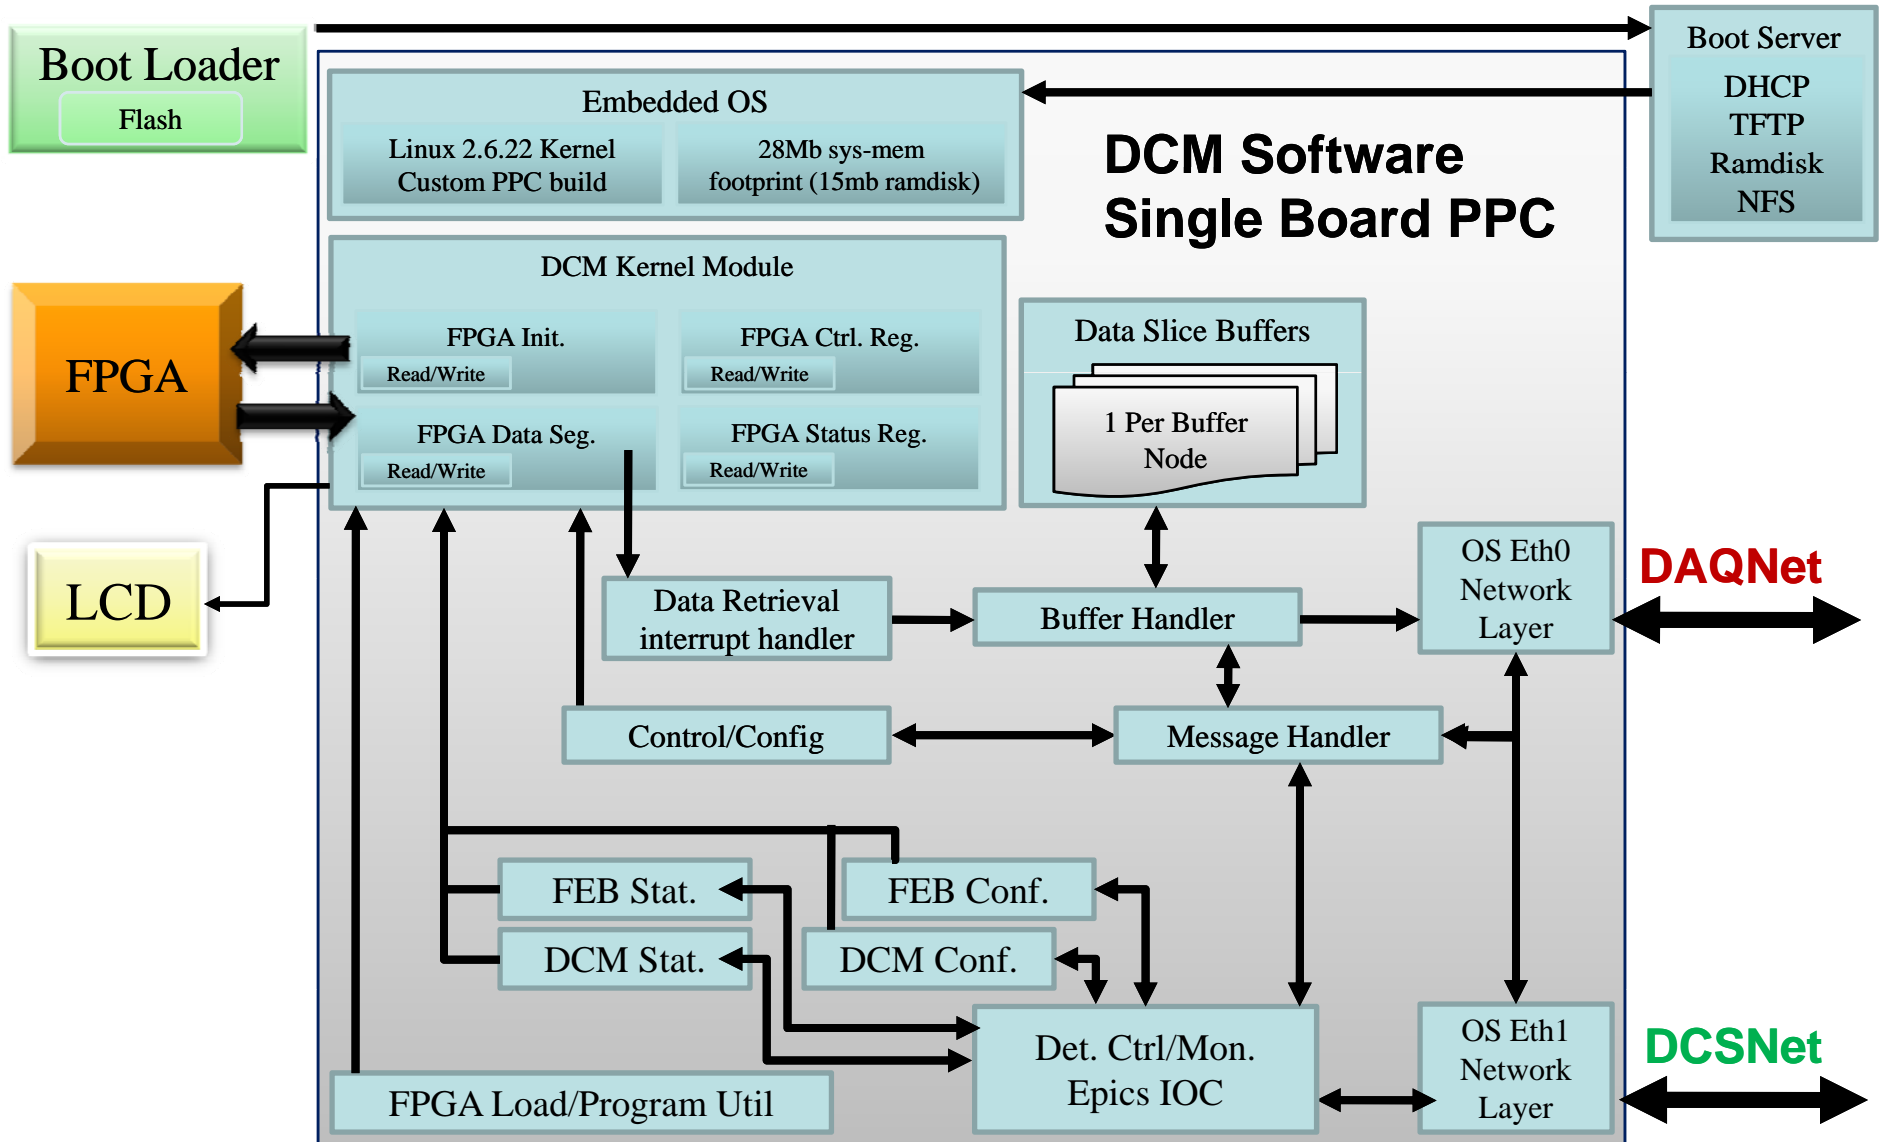 Boot Loader
Flash
Boot Server
DHCP
TFTP
Ramdisk
NFS
Embedded OS
Linux 2.6.22 Kernel
Custom PPC build
28Mb sys-mem
footprint (15mb ramdisk)
DCM Software
Single Board PPC
DCM Kernel Module
FPGA Init.
Read/Write
FPGA Ctrl. Reg.
Read/Write
FPGA Data Seg.
Read/Write
FPGA Status Reg.
Read/Write
FPGA
LCD
Data Slice Buffers
1 Per Buffer
Node
Data Retrieval
interrupt handler
Buffer Handler
OS Eth0
Network
Layer
DAQNet
Control/Config
Message Handler
FEB Stat.
FEB Conf.
DCM Stat.
DCM Conf.
Det. Ctrl/Mon.
Epics IOC
OS Eth1
Network
Layer
DCSNet
FPGA Load/Program Util